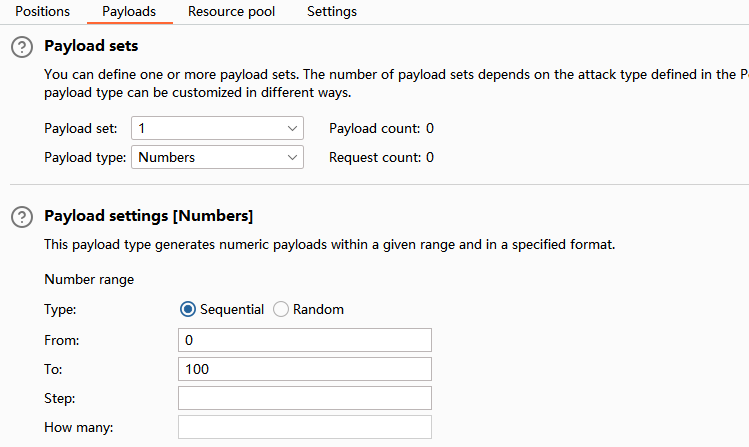 Positions Payloads Resource pool Settings
? Payload sets
You can define one or more payload sets. The number of payload sets depends on the attack type defined in the
payload type can be customized in different ways.
Payload set: 1 Payload count: 0
Payload type: Numbers Request count: 0
? Payload settings [Numbers]
This payload type generates numeric payloads within a given range and in a specified format.
Number range
Type: Sequential Random
From: 0
To: 100
Step:
How many: